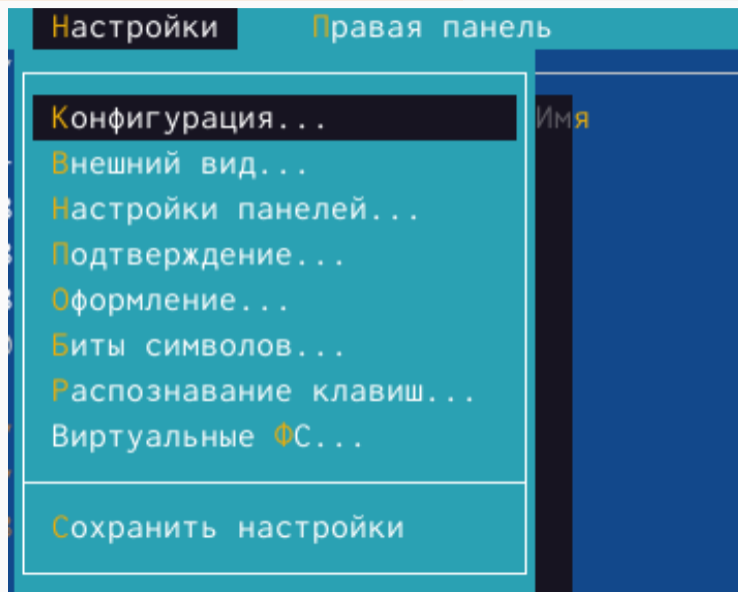 Настройки Правая панель
Конфигурация...
Имя
Внешний вид...
Настройки панелей...
Подтверждение...
Оформление...
Биты символов...
Распознавание клавиш...
Виртуальные ФС...
Сохранить настройки